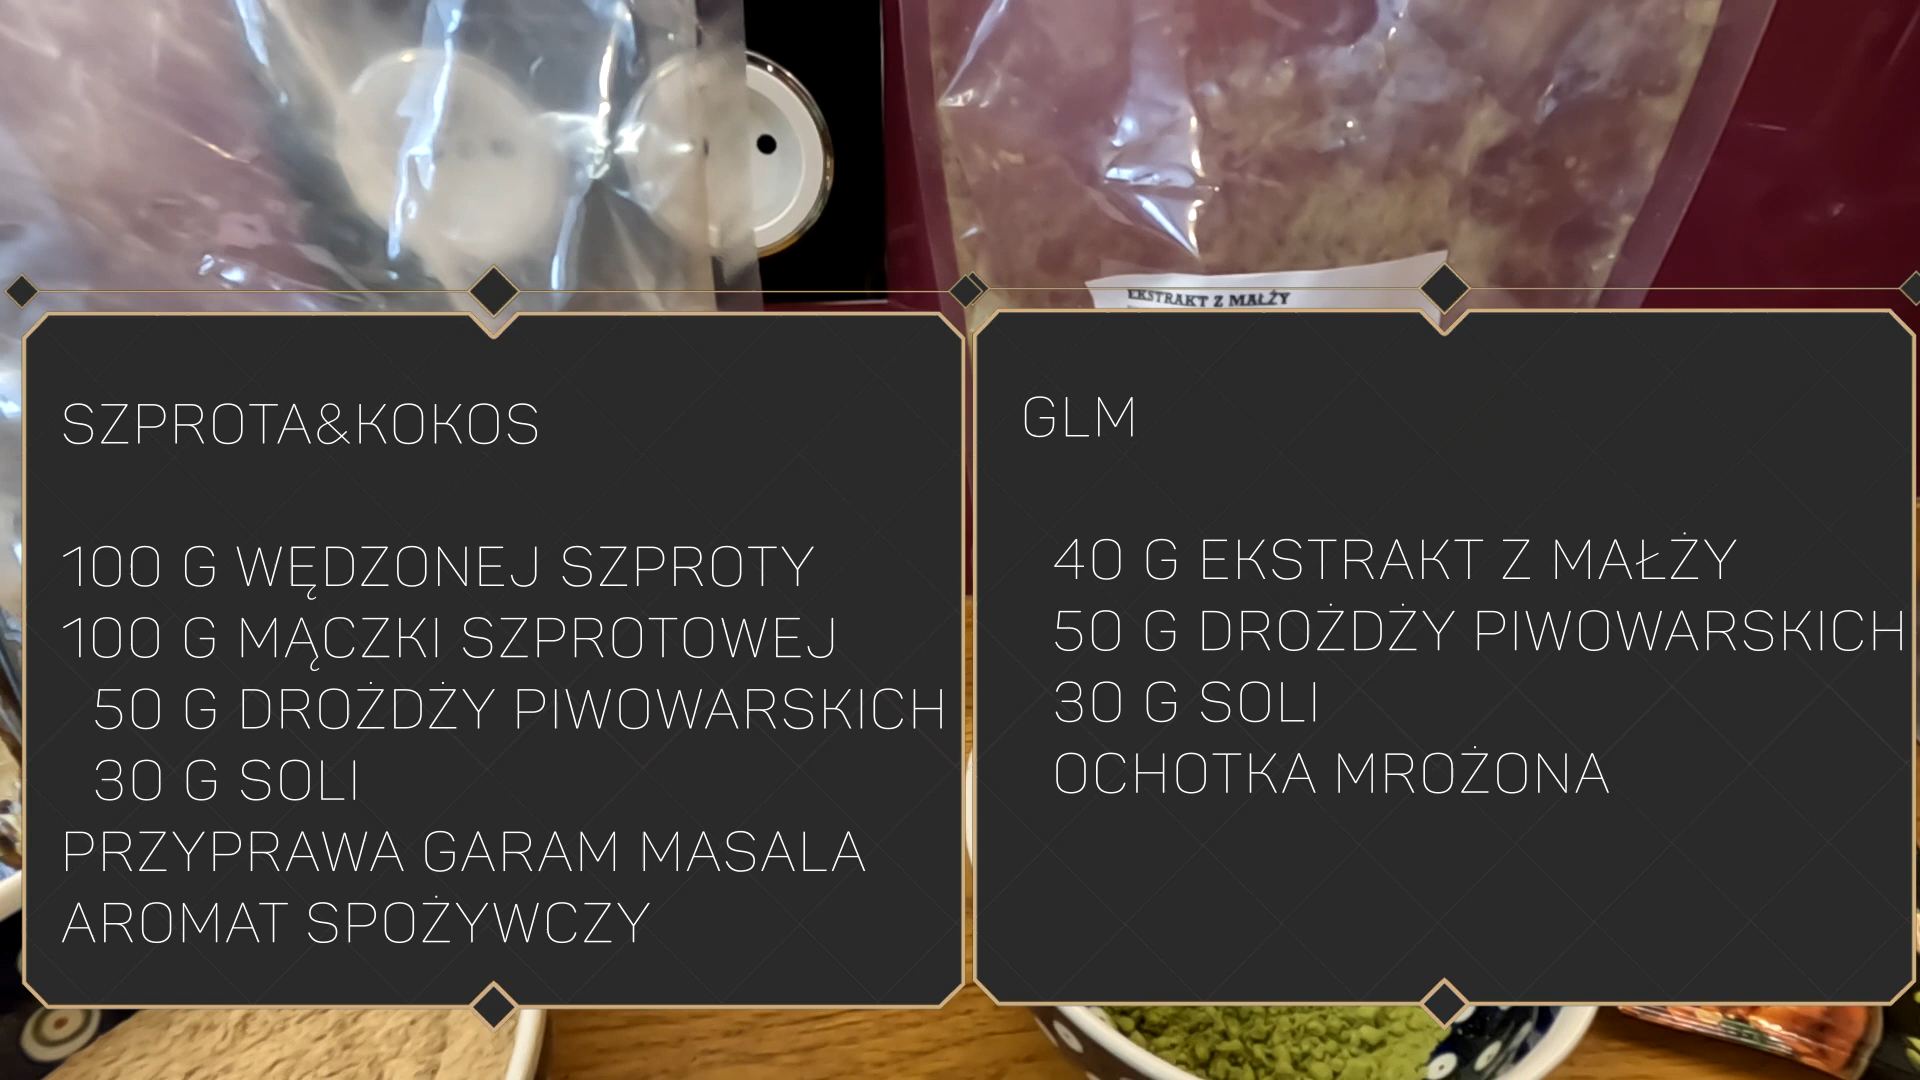 EKSTRAKT Z MAŁŻY
SZPROTA&KOKOS
100 G WĘDZONEJ SZPROTY
100 G MĄCZKI SZPROTOWEJ
50 G DROŻDŻY PIWOWARSKICH
30 G SOLI
PRZYPRAWA GARAM MASALA
AROMAT SPOŻYWCZY
GLM
40 G EKSTRAKT Z MAŁŻY
50 G DROŻDŻY PIWOWARSKICH
30 G SOLI
OCHOTKA MROŻONA